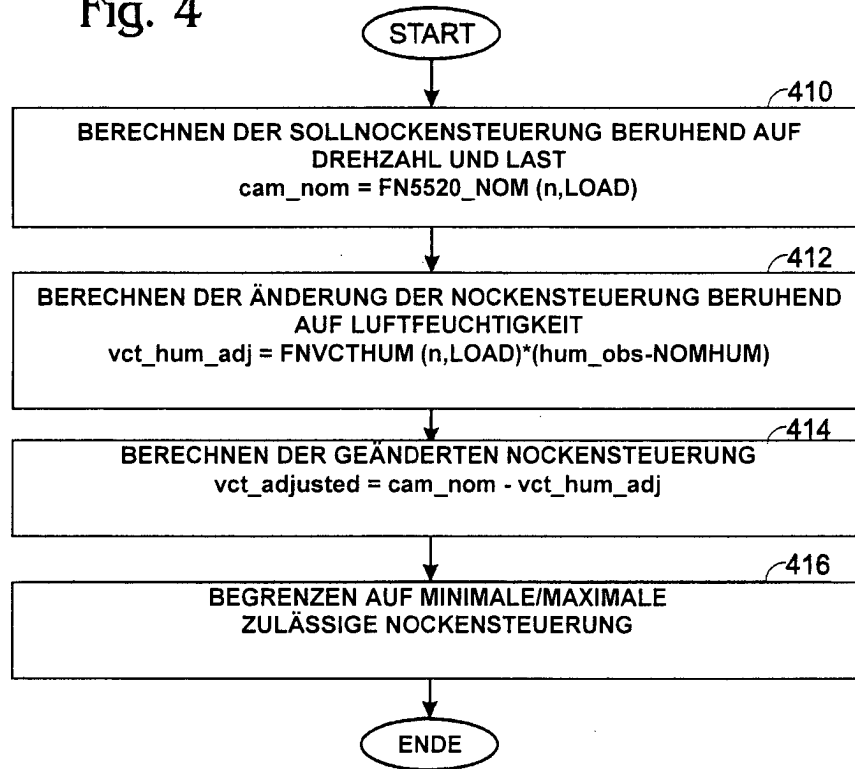 Fig. 4
START
410
BERECHNEN DER SOLLNOCKENSTEUERUNG BERUHEND AUF
DREHZAHL UND LAST
cam_nom = FN5520_NOM (n,LOAD)
412
BERECHNEN DER ÄNDERUNG DER NOCKENSTEUERUNG BERUHEND
AUF LUFTFEUCHTIGKEIT
vct_hum_adj = FNVCTHUM (n,LOAD)*(hum_obs-NOMHUM)
414
BERECHNEN DER GEÄNDERTEN NOCKENSTEUERUNG
vct_adjusted = cam_nom - vct_hum_adj
416
BEGRENZEN AUF MINIMALE/MAXIMALE
ZULÄSSIGE NOCKENSTEUERUNG
ENDE